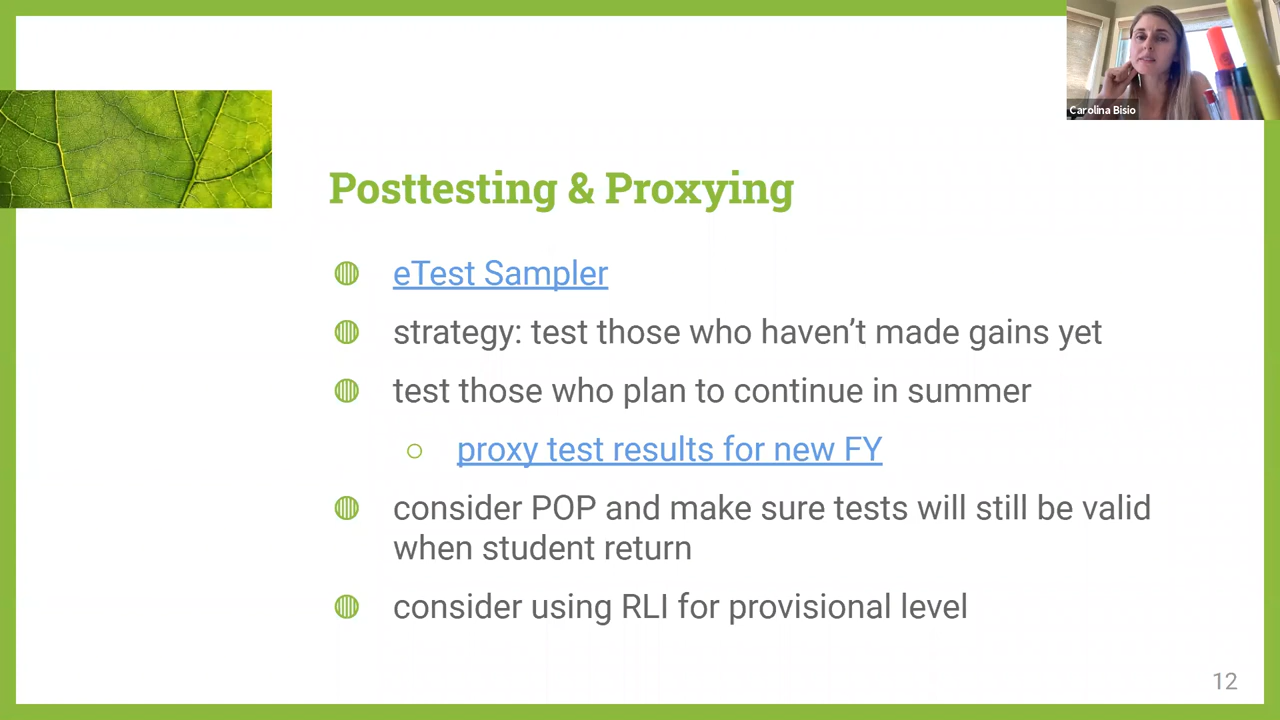 Carolina Bisio
Posttesting & Proxying
eTest Sampler
strategy: test those who haven’t made gains yet
test those who plan to continue in summer
proxy test results for new FY
consider POP and make sure tests will still be valid
when student return
consider using RLI for provisional level
12